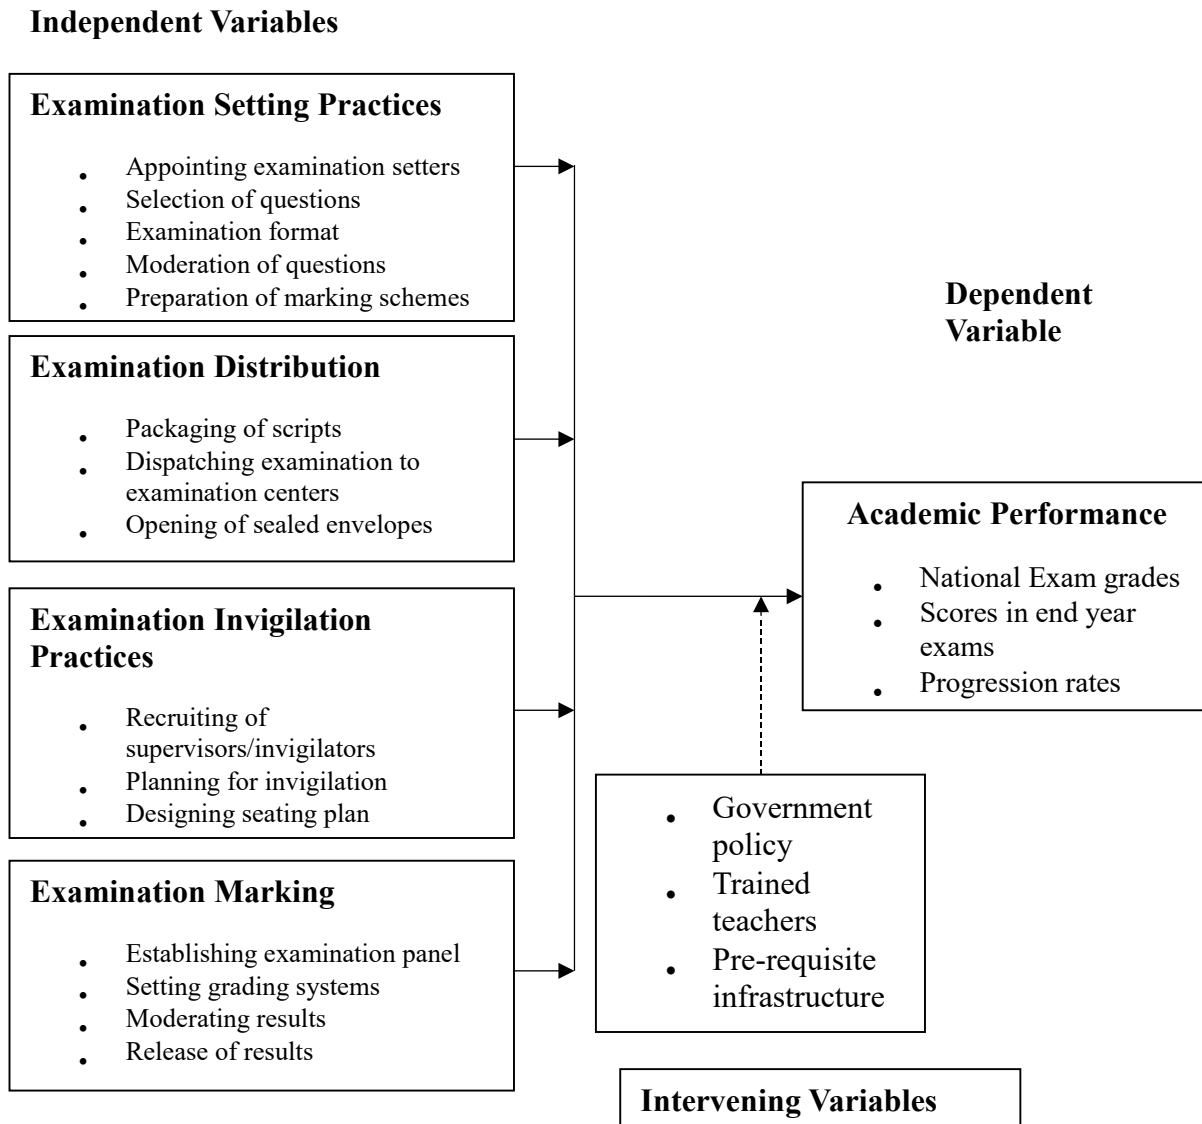 Independent Variables
Examination Setting Practices
• Appointing examination setters
• Selection of questions
• Examination format
• Moderation of questions
• Preparation of marking schemes
Examination Distribution
• Packaging of scripts
• Dispatching examination to
examination centers
• Opening of sealed envelopes
Examination Invigilation
Practices
• Recruiting of
supervisors/invigilators
• Planning for invigilation
• Designing seating plan
Examination Marking
• Establishing examination panel
• Setting grading systems
• Moderating results
• Release of results
Dependent
Variable
Academic Performance
• National Exam grades
• Scores in end year
exams
• Progression rates
• Government
policy
• Trained
teachers
• Pre-requisite
infrastructure
Intervening Variables